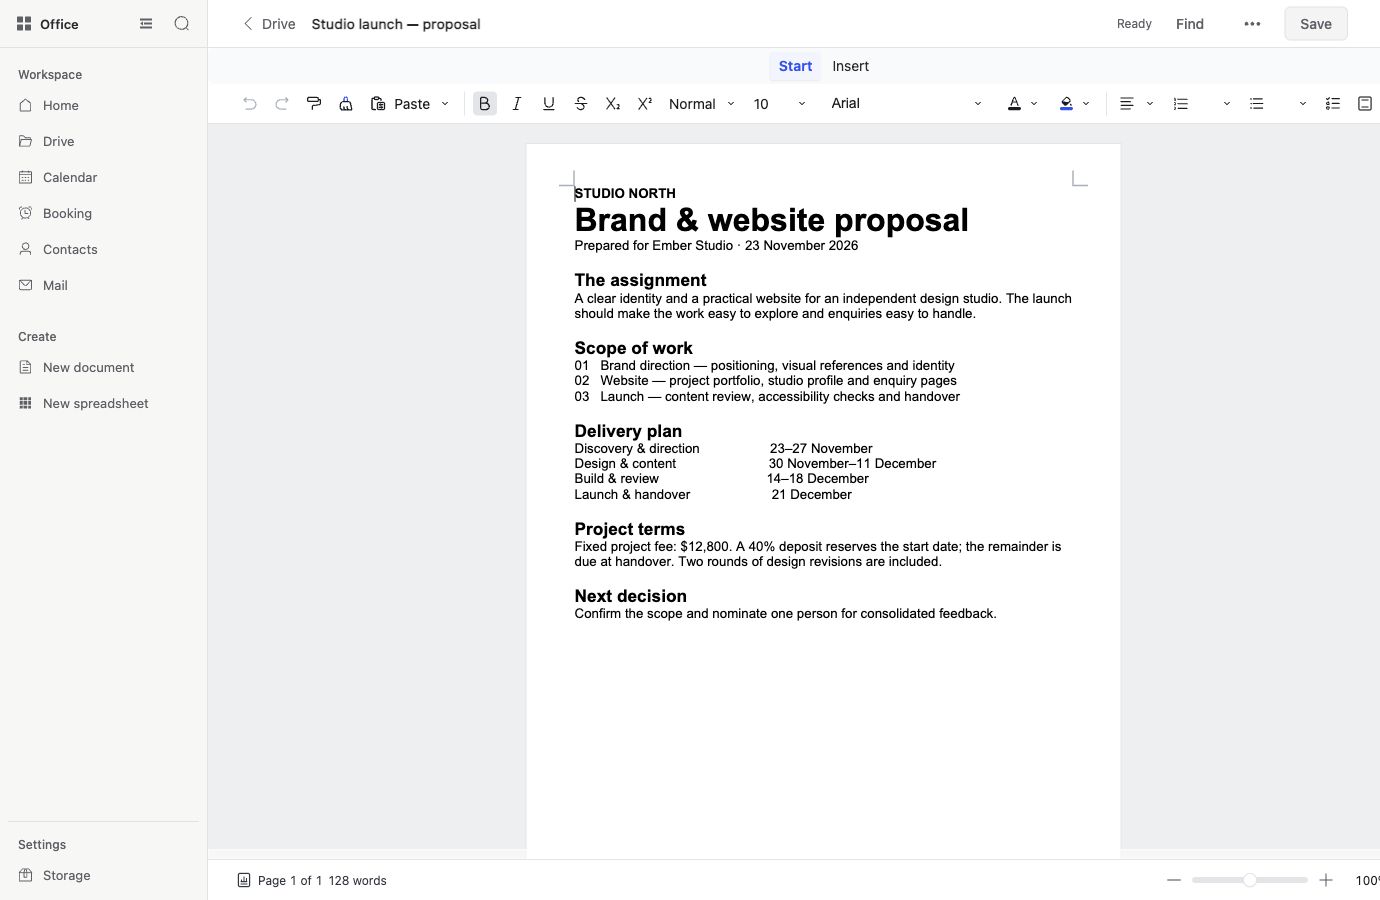 Office
Workspace
Home
Drive
Calendar
Booking
Contacts
Mail
Create
New document
New spreadsheet
Settings
Storage
Drive
Studio launch — proposal
Ready
Find
Save
Start
Insert
Paste
Normal
10
Arial
STUDIO NORTH
Brand & website proposal
Prepared for Ember Studio · 23 November 2026
The assignment
A clear identity and a practical website for an independent design studio. The launch
should make the work easy to explore and enquiries easy to handle.
Scope of work
01 Brand direction — positioning, visual references and identity
02 Website — project portfolio, studio profile and enquiry pages
03 Launch — content review, accessibility checks and handover
Delivery plan
Discovery & direction 23–27 November
Design & content 30 November–11 December
Build & review 14–18 December
Launch & handover 21 December
Project terms
Fixed project fee: $12,800. A 40% deposit reserves the start date; the remainder is
due at handover. Two rounds of design revisions are included.
Next decision
Confirm the scope and nominate one person for consolidated feedback.
Page 1 of 1 128 words
100%